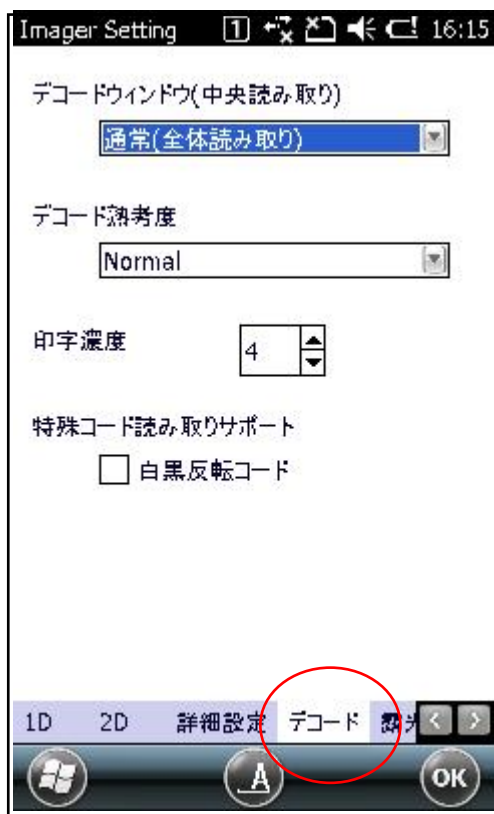 Imager Setting 1 16:15
デコードウィンドウ(中央読み取り)
通常(全体読み取り)
デコード熟考度
Normal
印字濃度
4
特殊コード読み取りサポート
白黒反転コード
1D 2D 詳細設定 デコード
A OK